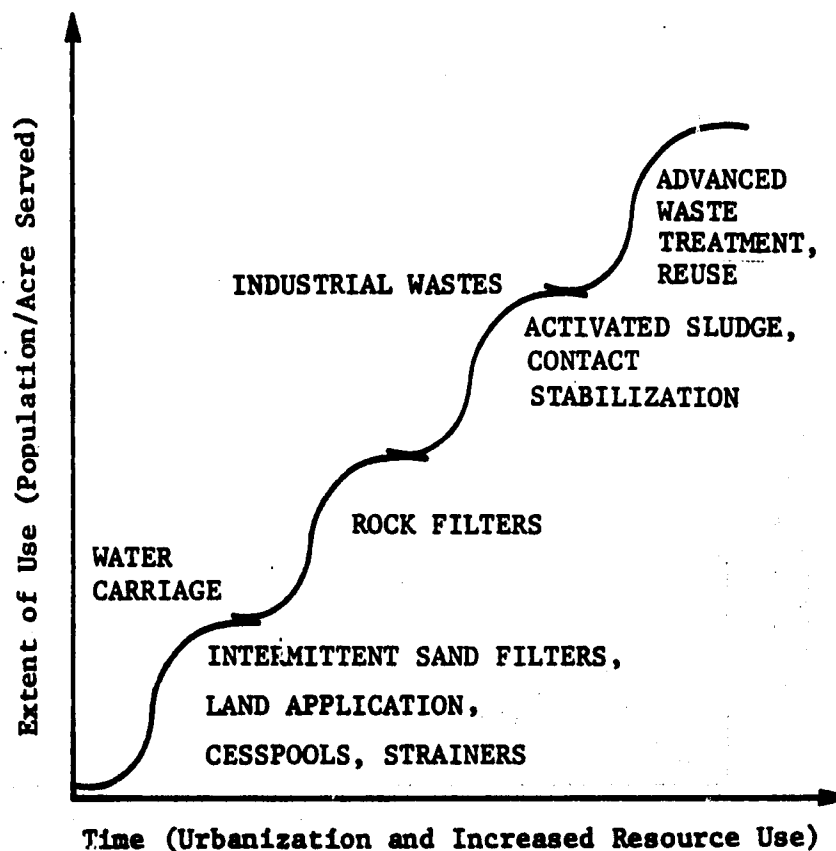 Extent of Use (Population/Acre Served)
ADVANCED
WASTE
TREATMENT,
REUSE
INDUSTRIAL WASTES
ACTIVATED SLUDGE,
CONTACT
STABILIZATION
ROCK FILTERS
WATER
CARRIAGE
INTERMITTENT SAND FILTERS,
LAND APPLICATION,
CESSPOOLS, STRAINERS
Time (Urbanization and Increased Resource Use)